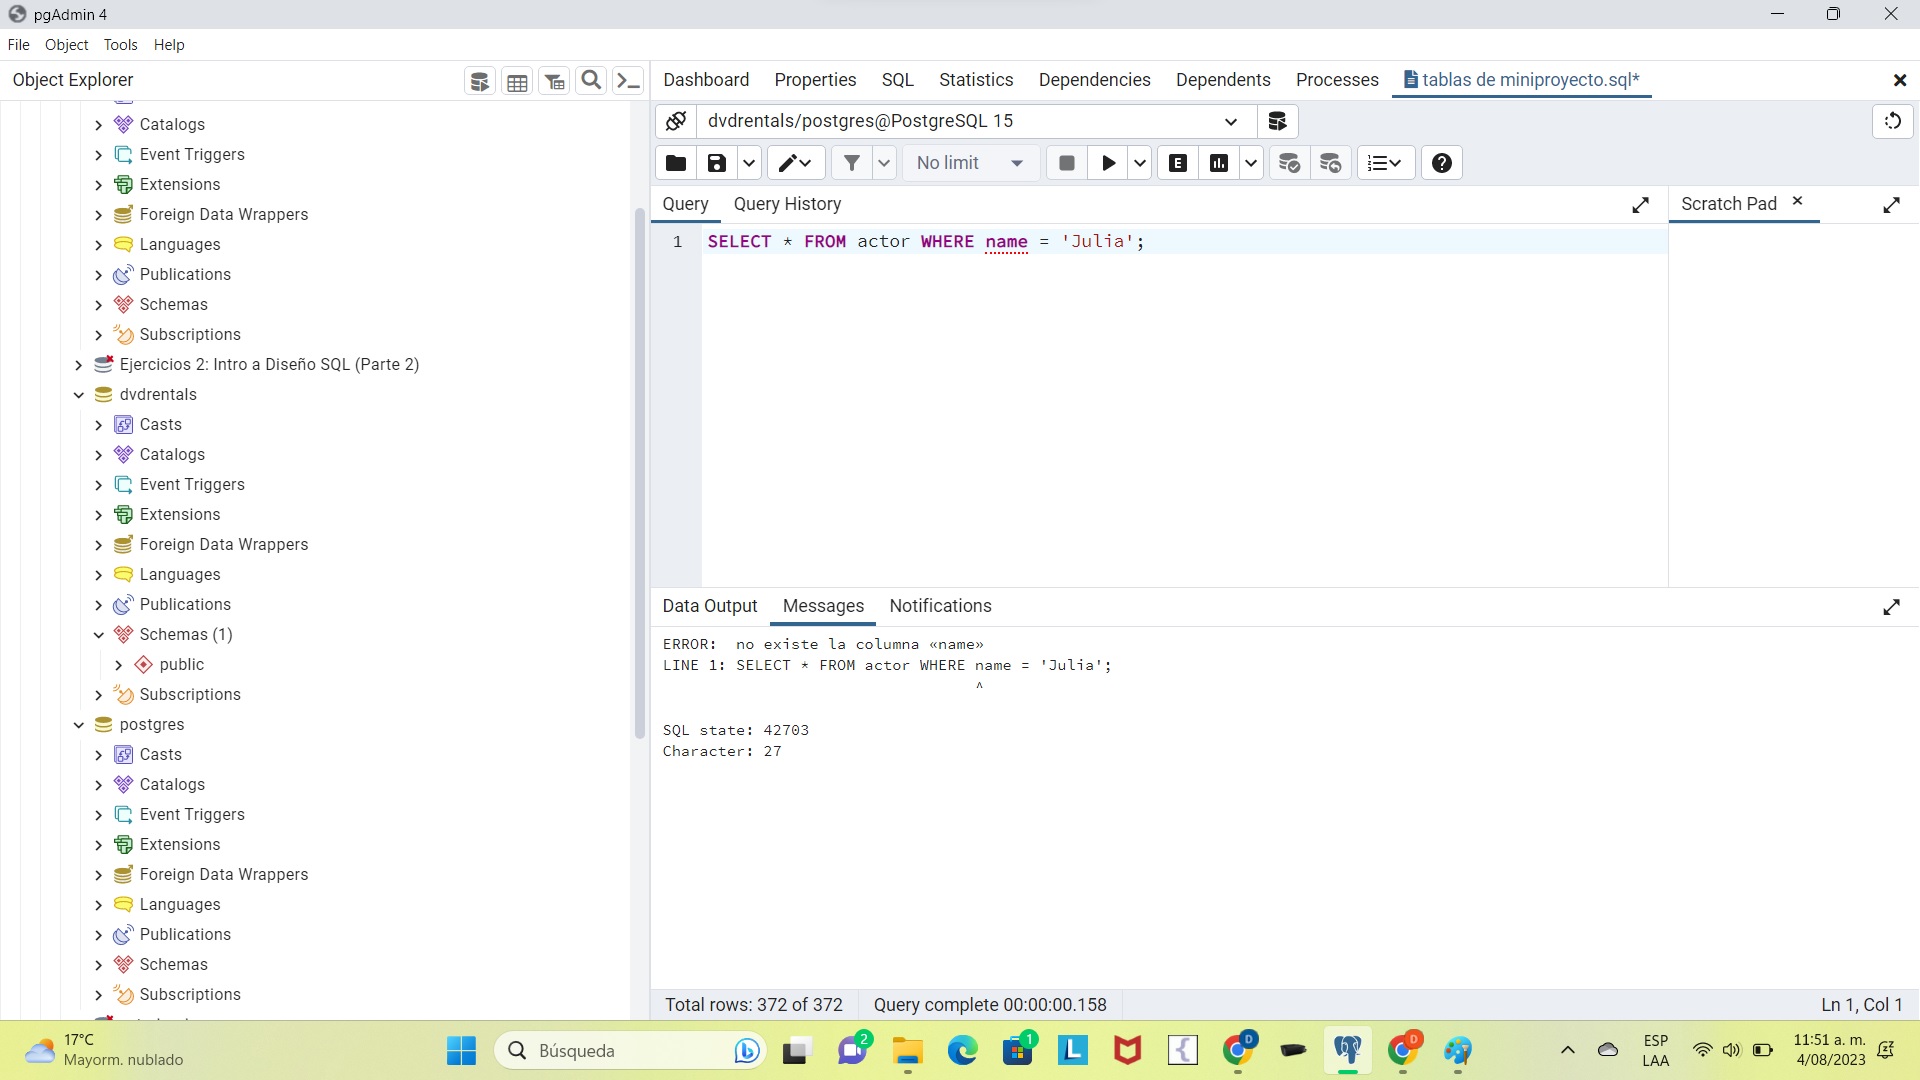 pgAdmin 4
File Object Tools Help
Object Explorer
Dashboard Properties SQL Statistics Dependencies Dependents Processes tablas de miniproyecto.sql*
dvdrentals/postgres@PostgreSQL 15
No limit
E
Query Query History
Scratch Pad
1 SELECT * FROM actor WHERE name = 'Julia';
Catalogs
Event Triggers
Extensions
Foreign Data Wrappers
Languages
Publications
Schemas
Subscriptions
Ejercicios 2: Intro a Diseño SQL (Parte 2)
dvdrentals
Casts
Catalogs
Event Triggers
Extensions
Foreign Data Wrappers
Languages
Publications
Schemas (1)
public
Subscriptions
postgres
Casts
Catalogs
Event Triggers
Extensions
Foreign Data Wrappers
Languages
Publications
Schemas
Subscriptions
Data Output Messages Notifications
ERROR:  no existe la columna «name»
LINE 1: SELECT * FROM actor WHERE name = 'Julia';
^
SQL state: 42703
Character: 27
Total rows: 372 of 372 Query complete 00:00:00.158 Ln 1, Col 1
17°C
Mayorm. nublado
Búsqueda
2
1
L
D
D
ESP
LAA
11:51 a. m.
4/08/2023